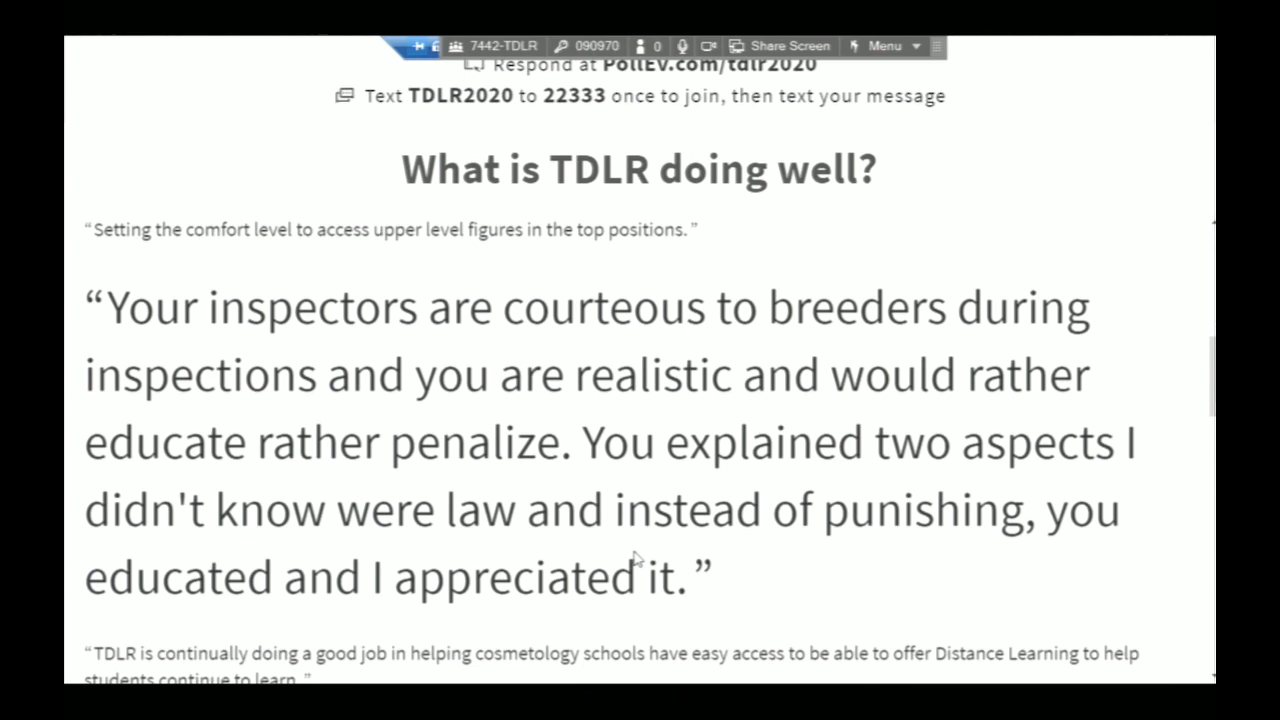 7442-TDLR 090970 0 Share Screen Menu
Respond at PollEv.com/tdlr2020
Text TDLR2020 to 22333 once to join, then text your message
What is TDLR doing well?
“Setting the comfort level to access upper level figures in the top positions.”
“Your inspectors are courteous to breeders during
inspections and you are realistic and would rather
educate rather penalize. You explained two aspects I
didn't know were law and instead of punishing, you
educated and I appreciated it.”
“TDLR is continually doing a good job in helping cosmetology schools have easy access to be able to offer Distance Learning to help
students continue to learn.”